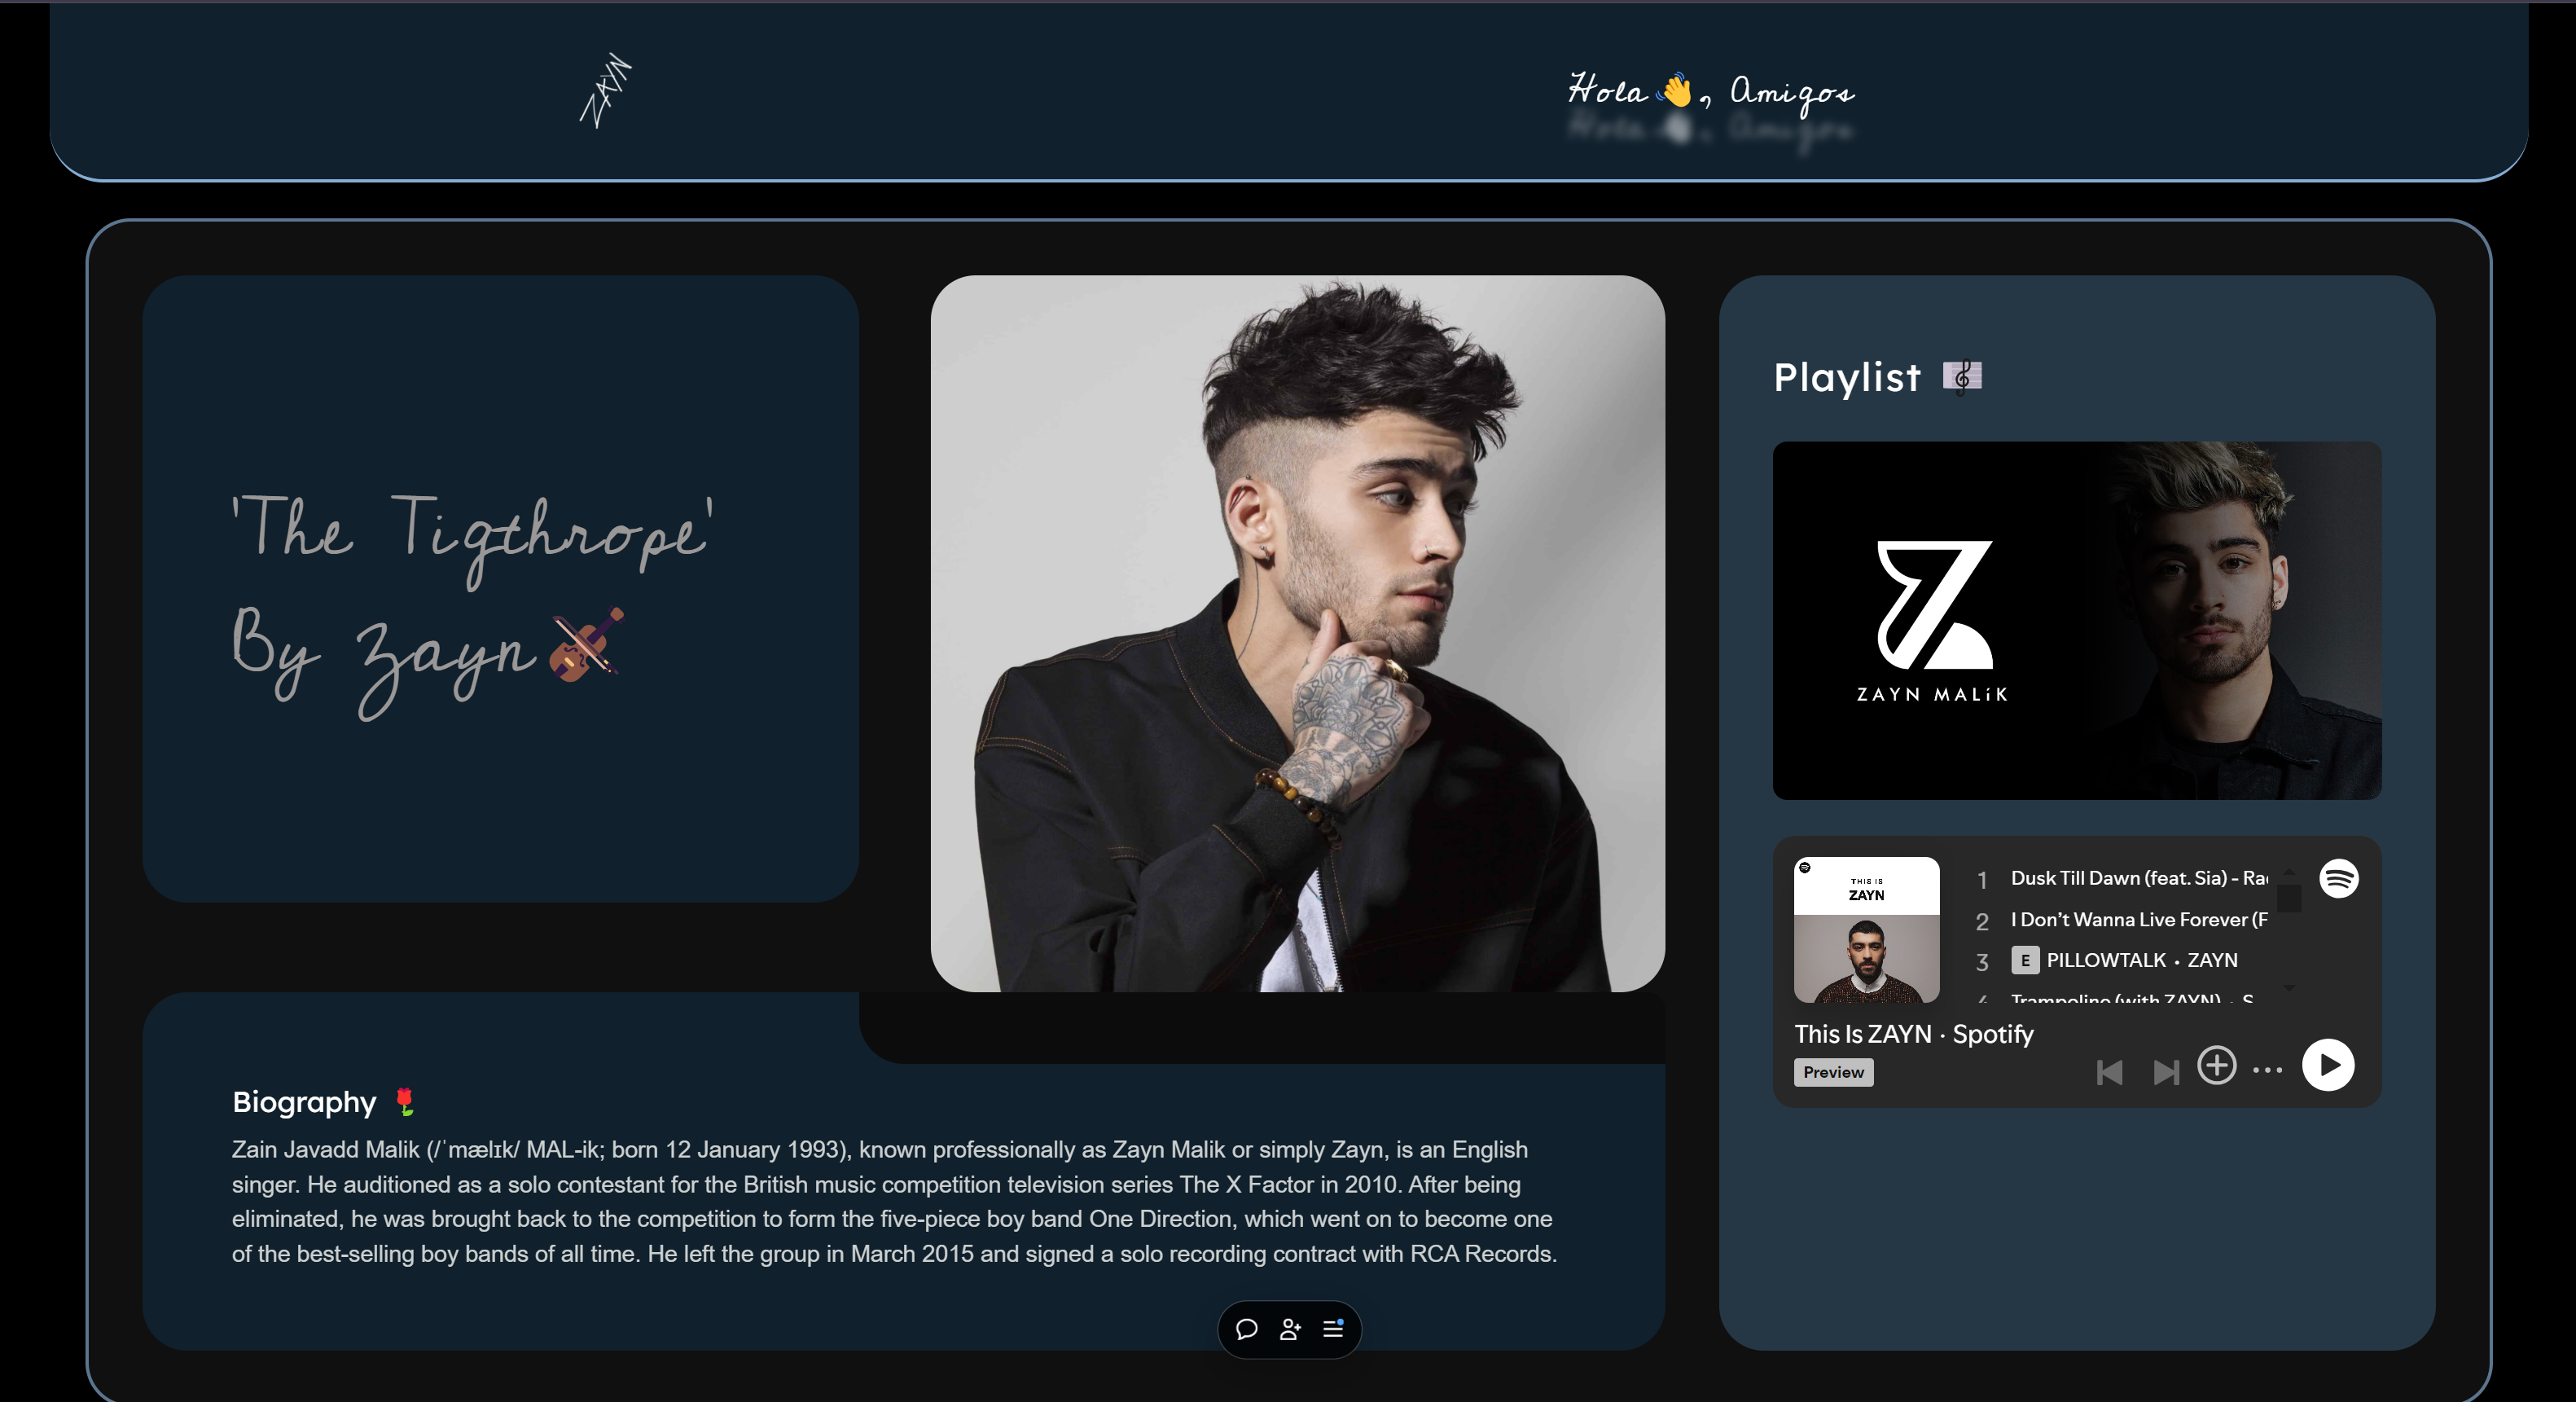 ZAYN
Hola 👋, Amigos
'The Tigthrope'
By Zayn🎻
Playlist 🎼
ZAYN MALiK
THIS IS
ZAYN
1 Dusk Till Dawn (feat. Sia) - Ra
2 I Don't Wanna Live Forever (F
3 E PILLOWTALK • ZAYN
4 Trampoline (with ZAYN) • S
This Is ZAYN · Spotify
Preview
Biography 🌹
Zain Javadd Malik (/ˈmælɪk/ MAL-ik; born 12 January 1993), known professionally as Zayn Malik or simply Zayn, is an English
singer. He auditioned as a solo contestant for the British music competition television series The X Factor in 2010. After being
eliminated, he was brought back to the competition to form the five-piece boy band One Direction, which went on to become one
of the best-selling boy bands of all time. He left the group in March 2015 and signed a solo recording contract with RCA Records.